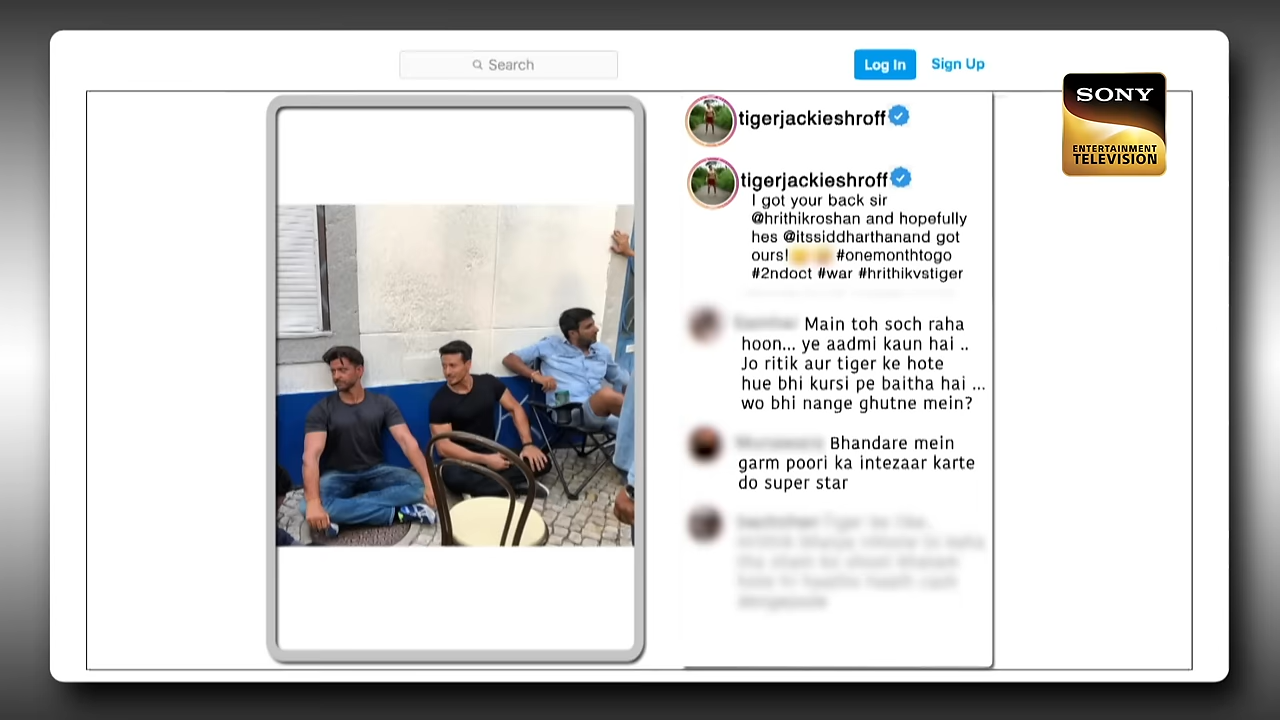 Search
Log In
Sign Up
SONY
ENTERTAINMENT
TELEVISION
tigerjackieshroff
tigerjackieshroff
I got your back sir
@hrithikroshan and hopefully
hes @itssiddharthanand got
ours! #onemonthtogo
#2ndoct #war #hrithikvstiger
Main toh soch raha
hoon... ye aadmi kaun hai ..
Jo ritik aur tiger ke hote
hue bhi kursi pe baitha hai ...
wo bhi nange ghutne mein?
Bhandare mein
garm poori ka intezaar karte
do super star